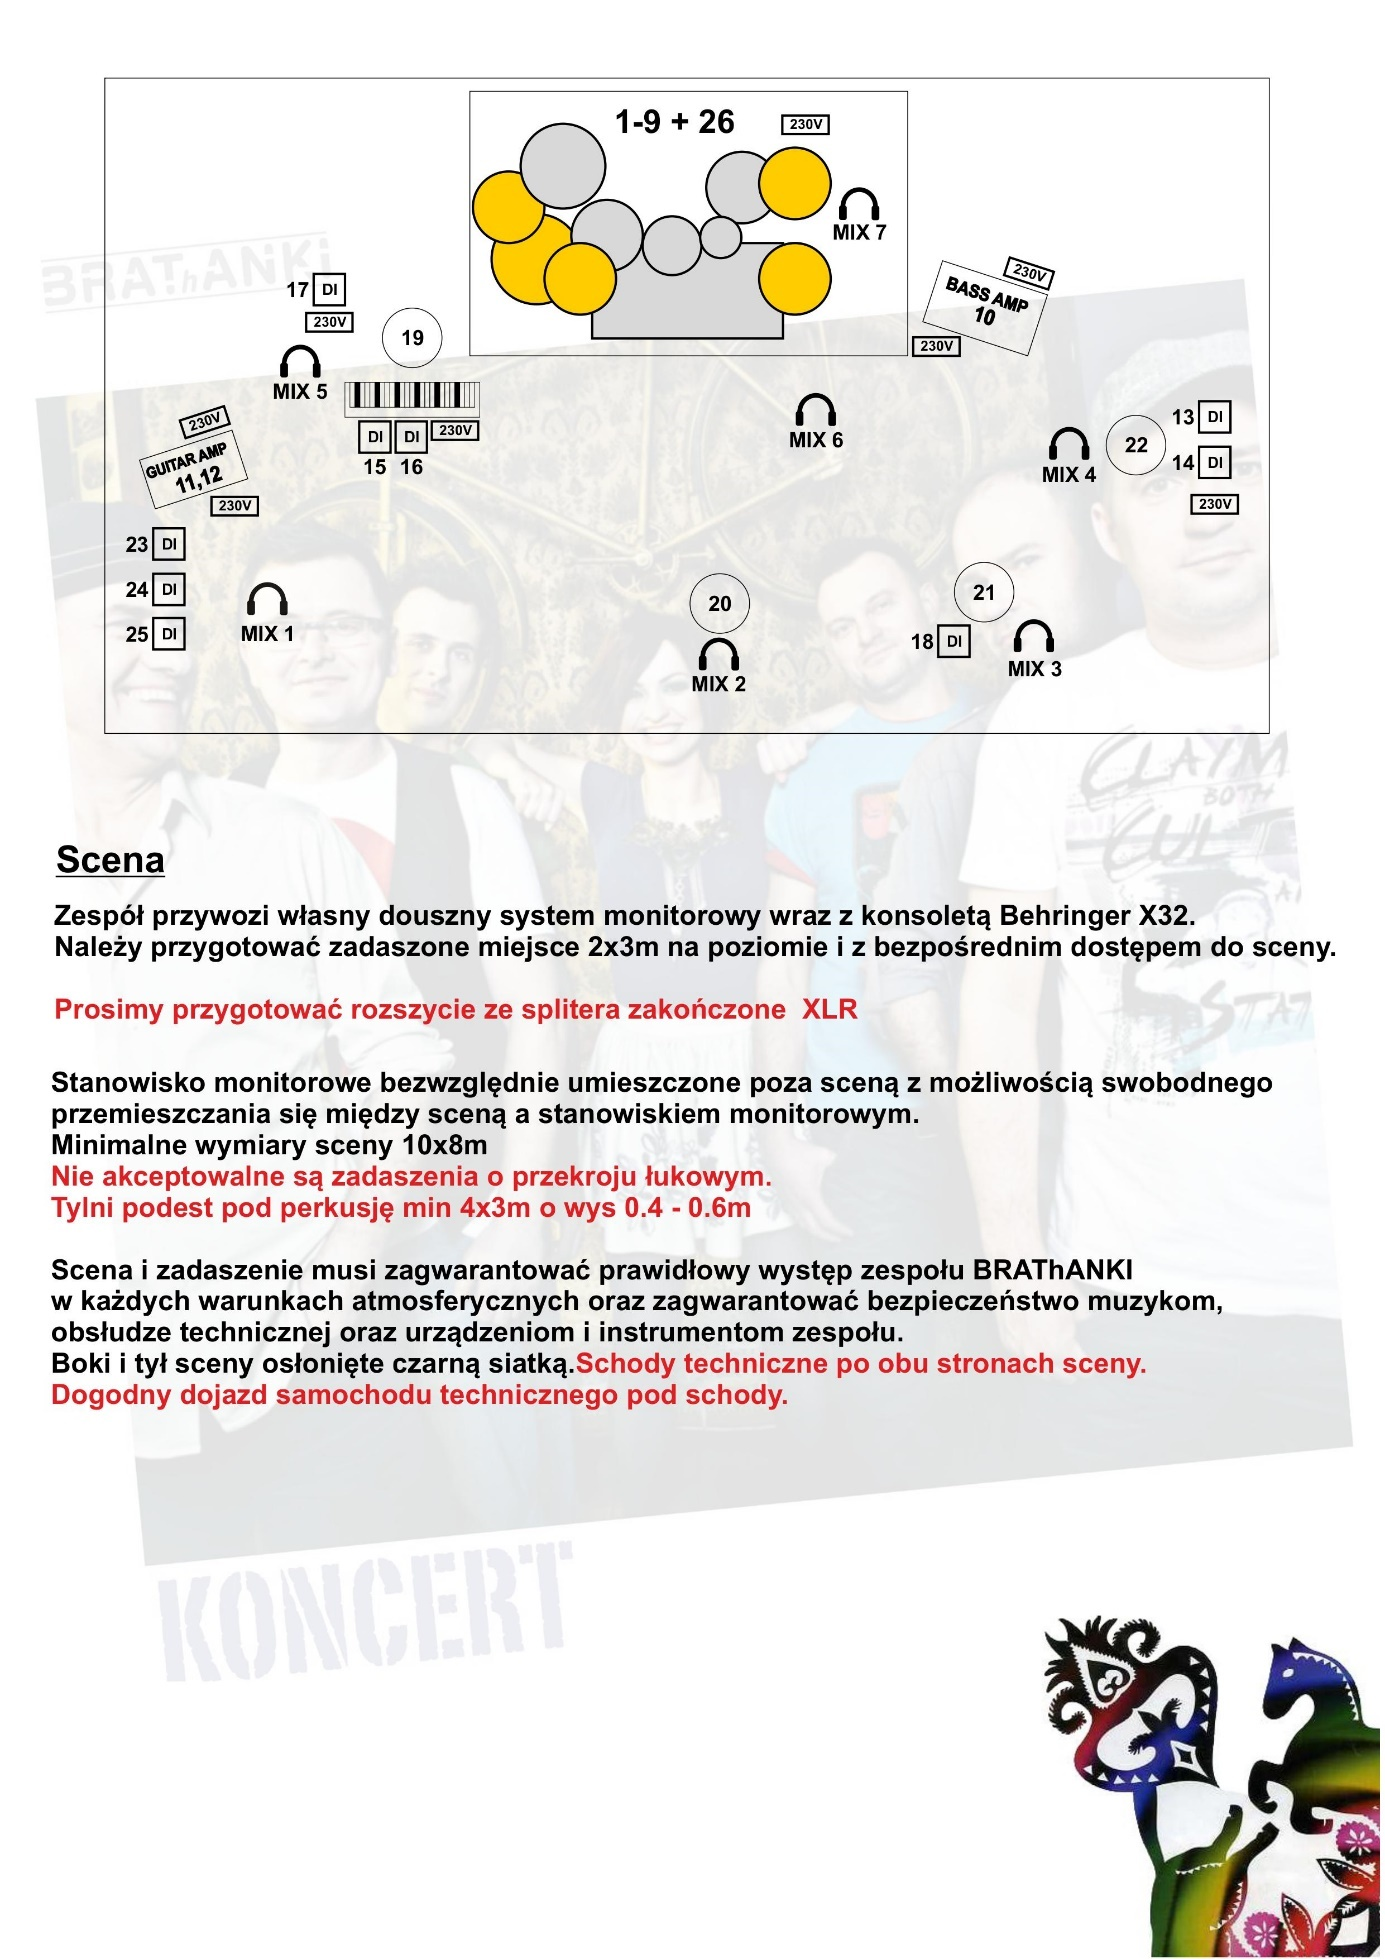 1-9 + 26
230V
MIX 7
BRAThANKi
17 DI
230V
19
MIX 5
230V
BASS AMP
10
230V
MIX 6
DI DI 230V
15 16
230V
GUITAR AMP
11,12
230V
MIX 4
22
13 DI
14 DI
230V
23 DI
24 DI
25 DI
MIX 1
20
MIX 2
21
18 DI
MIX 3
CLAYM
BOTH
CUL
STAT
Scena
Zespół przywozi własny douszny system monitorowy wraz z konsoletą Behringer X32.
Należy przygotować zadaszone miejsce 2x3m na poziomie i z bezpośrednim dostępem do sceny.
Prosimy przygotować rozszycie ze splitera zakończone  XLR
Stanowisko monitorowe bezwzględnie umieszczone poza sceną z możliwością swobodnego
przemieszczania się między sceną a stanowiskiem monitorowym.
Minimalne wymiary sceny 10x8m
Nie akceptowalne są zadaszenia o przekroju łukowym.
Tylni podest pod perkusję min 4x3m o wys 0.4 - 0.6m
Scena i zadaszenie musi zagwarantować prawidłowy występ zespołu BRAThANKI
w każdych warunkach atmosferycznych oraz zagwarantować bezpieczeństwo muzykom,
obsłudze technicznej oraz urządzeniom i instrumentom zespołu.
Boki i tył sceny osłonięte czarną siatką.Schody techniczne po obu stronach sceny.
Dogodny dojazd samochodu technicznego pod schody.
KONCERT